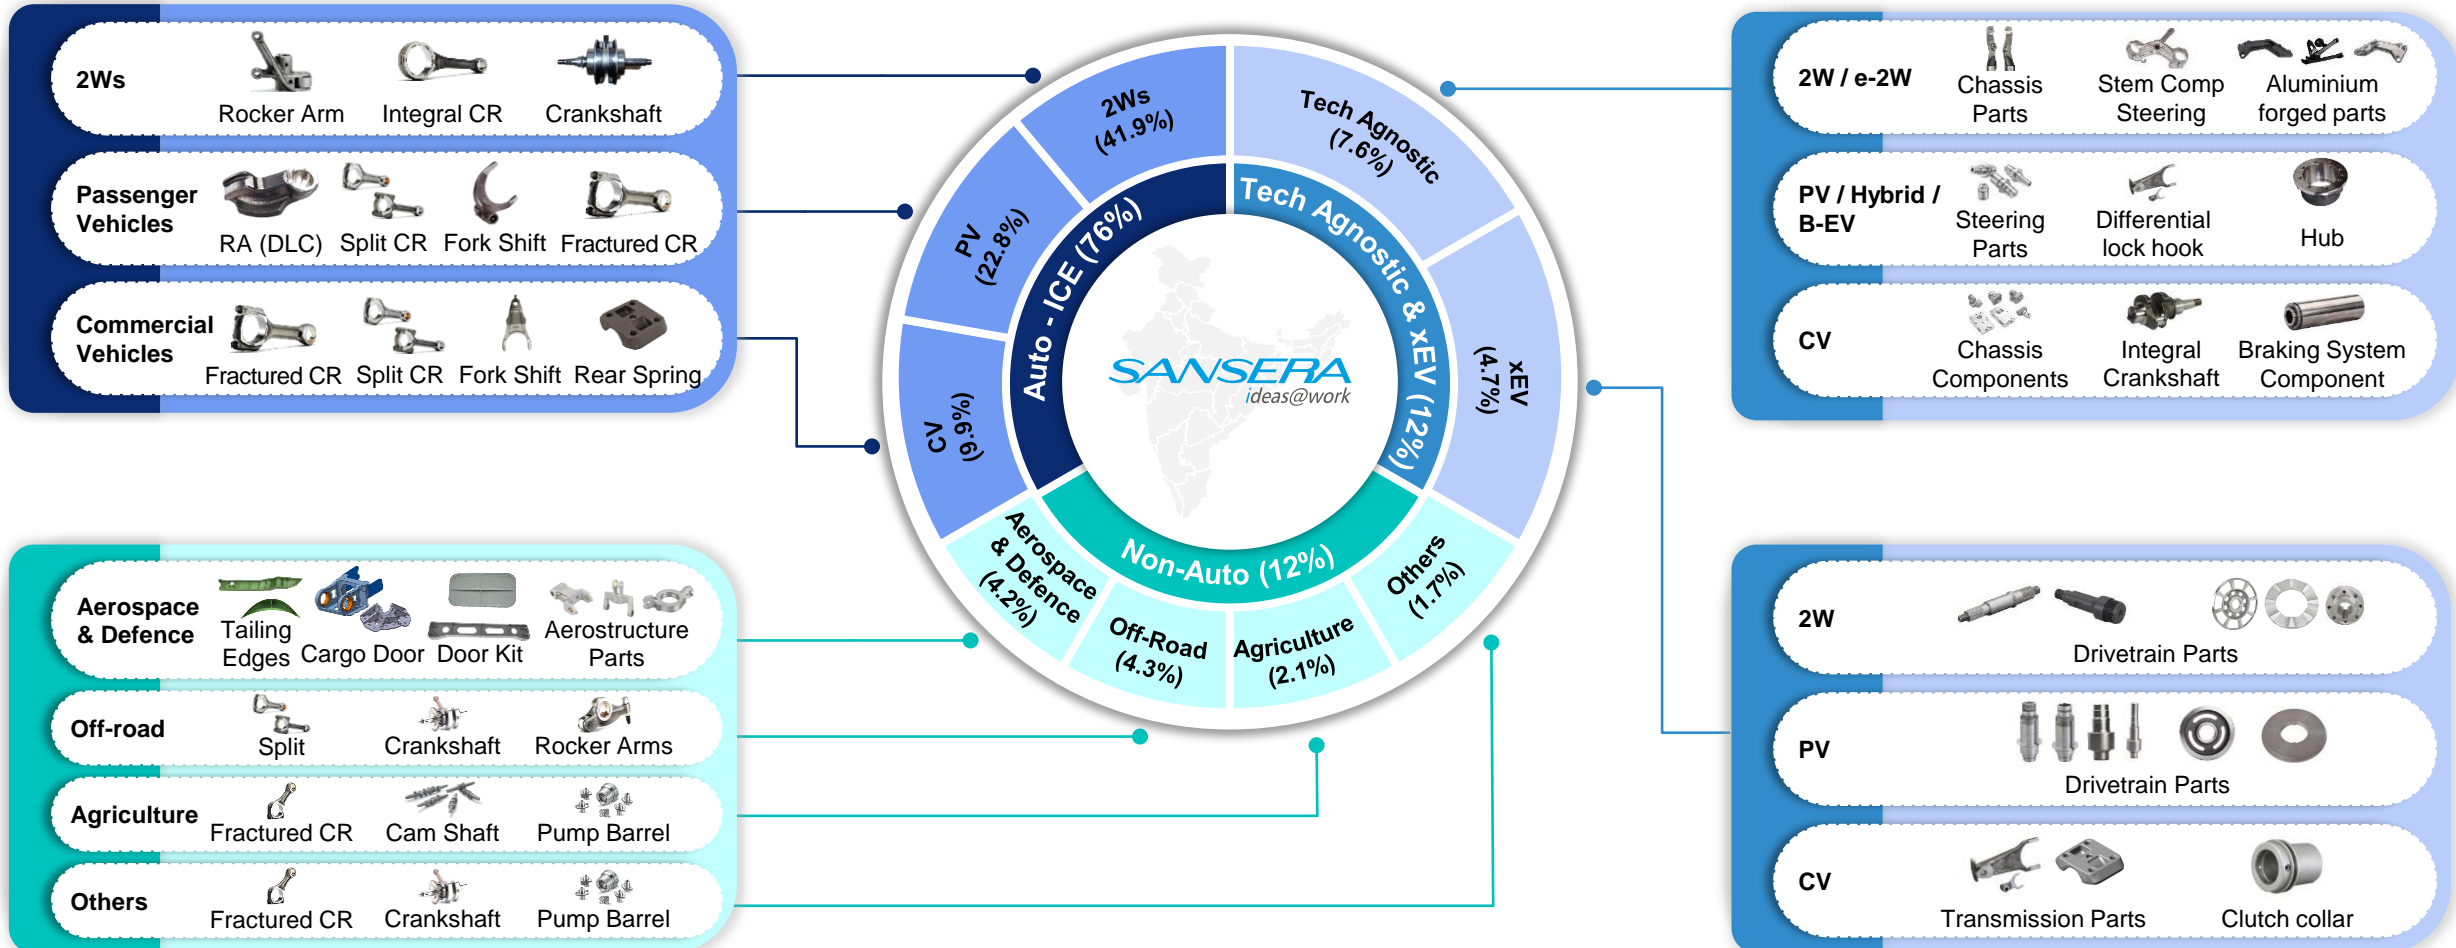 2Ws
Rocker Arm
Integral CR
Crankshaft
Passenger
Vehicles
RA (DLC)
Split CR
Fork Shift
Fractured CR
Commercial
Vehicles
Fractured CR
Split CR
Fork Shift
Rear Spring
Aerospace
& Defence
Tailing
Edges
Cargo Door
Door Kit
Aerostructure
Parts
Off-road
Split
Crankshaft
Rocker Arms
Agriculture
Fractured CR
Cam Shaft
Pump Barrel
Others
Fractured CR
Crankshaft
Pump Barrel
2Ws
(41.9%)
PV
(22.8%)
CV
(9.9%)
Auto - ICE (76%)
Tech Agnostic
(7.6%)
xEV
(4.7%)
Tech Agnostic & xEV (12%)
Aerospace
& Defence
(4.2%)
Off-Road
(4.3%)
Agriculture
(2.1%)
Others
(1.7%)
Non-Auto (12%)
SANSERA
ideas@work
2W / e-2W
Chassis
Parts
Stem Comp
Steering
Aluminium
forged parts
PV / Hybrid /
B-EV
Steering
Parts
Differential
lock hook
Hub
CV
Chassis
Components
Integral
Crankshaft
Braking System
Component
2W
Drivetrain Parts
PV
Drivetrain Parts
CV
Transmission Parts
Clutch collar